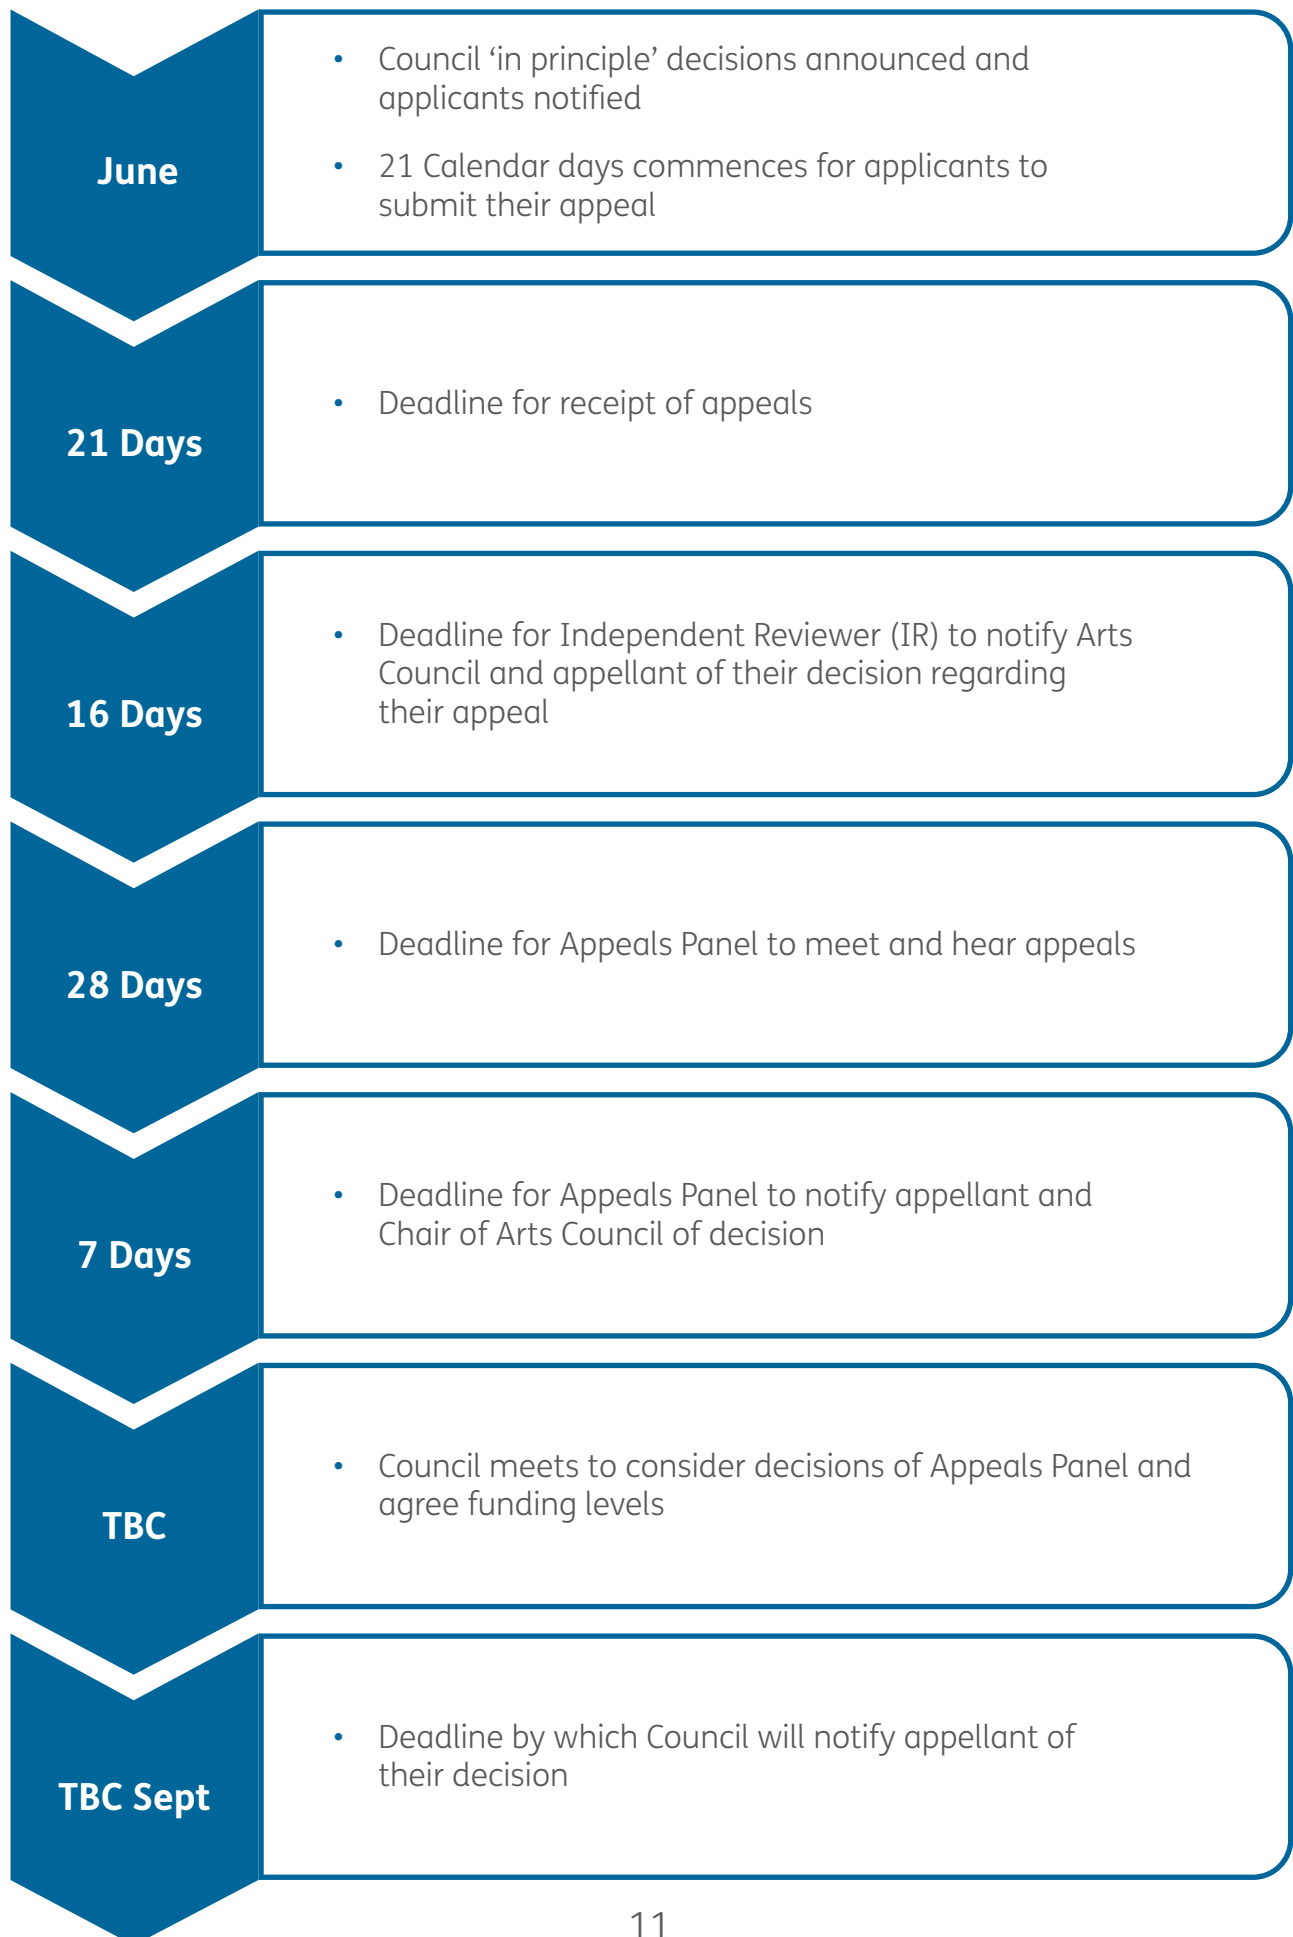 June
• Council ‘in principle’ decisions announced and
applicants notified
• 21 Calendar days commences for applicants to
submit their appeal
21 Days
• Deadline for receipt of appeals
16 Days
• Deadline for Independent Reviewer (IR) to notify Arts
Council and appellant of their decision regarding
their appeal
28 Days
• Deadline for Appeals Panel to meet and hear appeals
7 Days
• Deadline for Appeals Panel to notify appellant and
Chair of Arts Council of decision
TBC
• Council meets to consider decisions of Appeals Panel and
agree funding levels
TBC Sept
• Deadline by which Council will notify appellant of
their decision
11